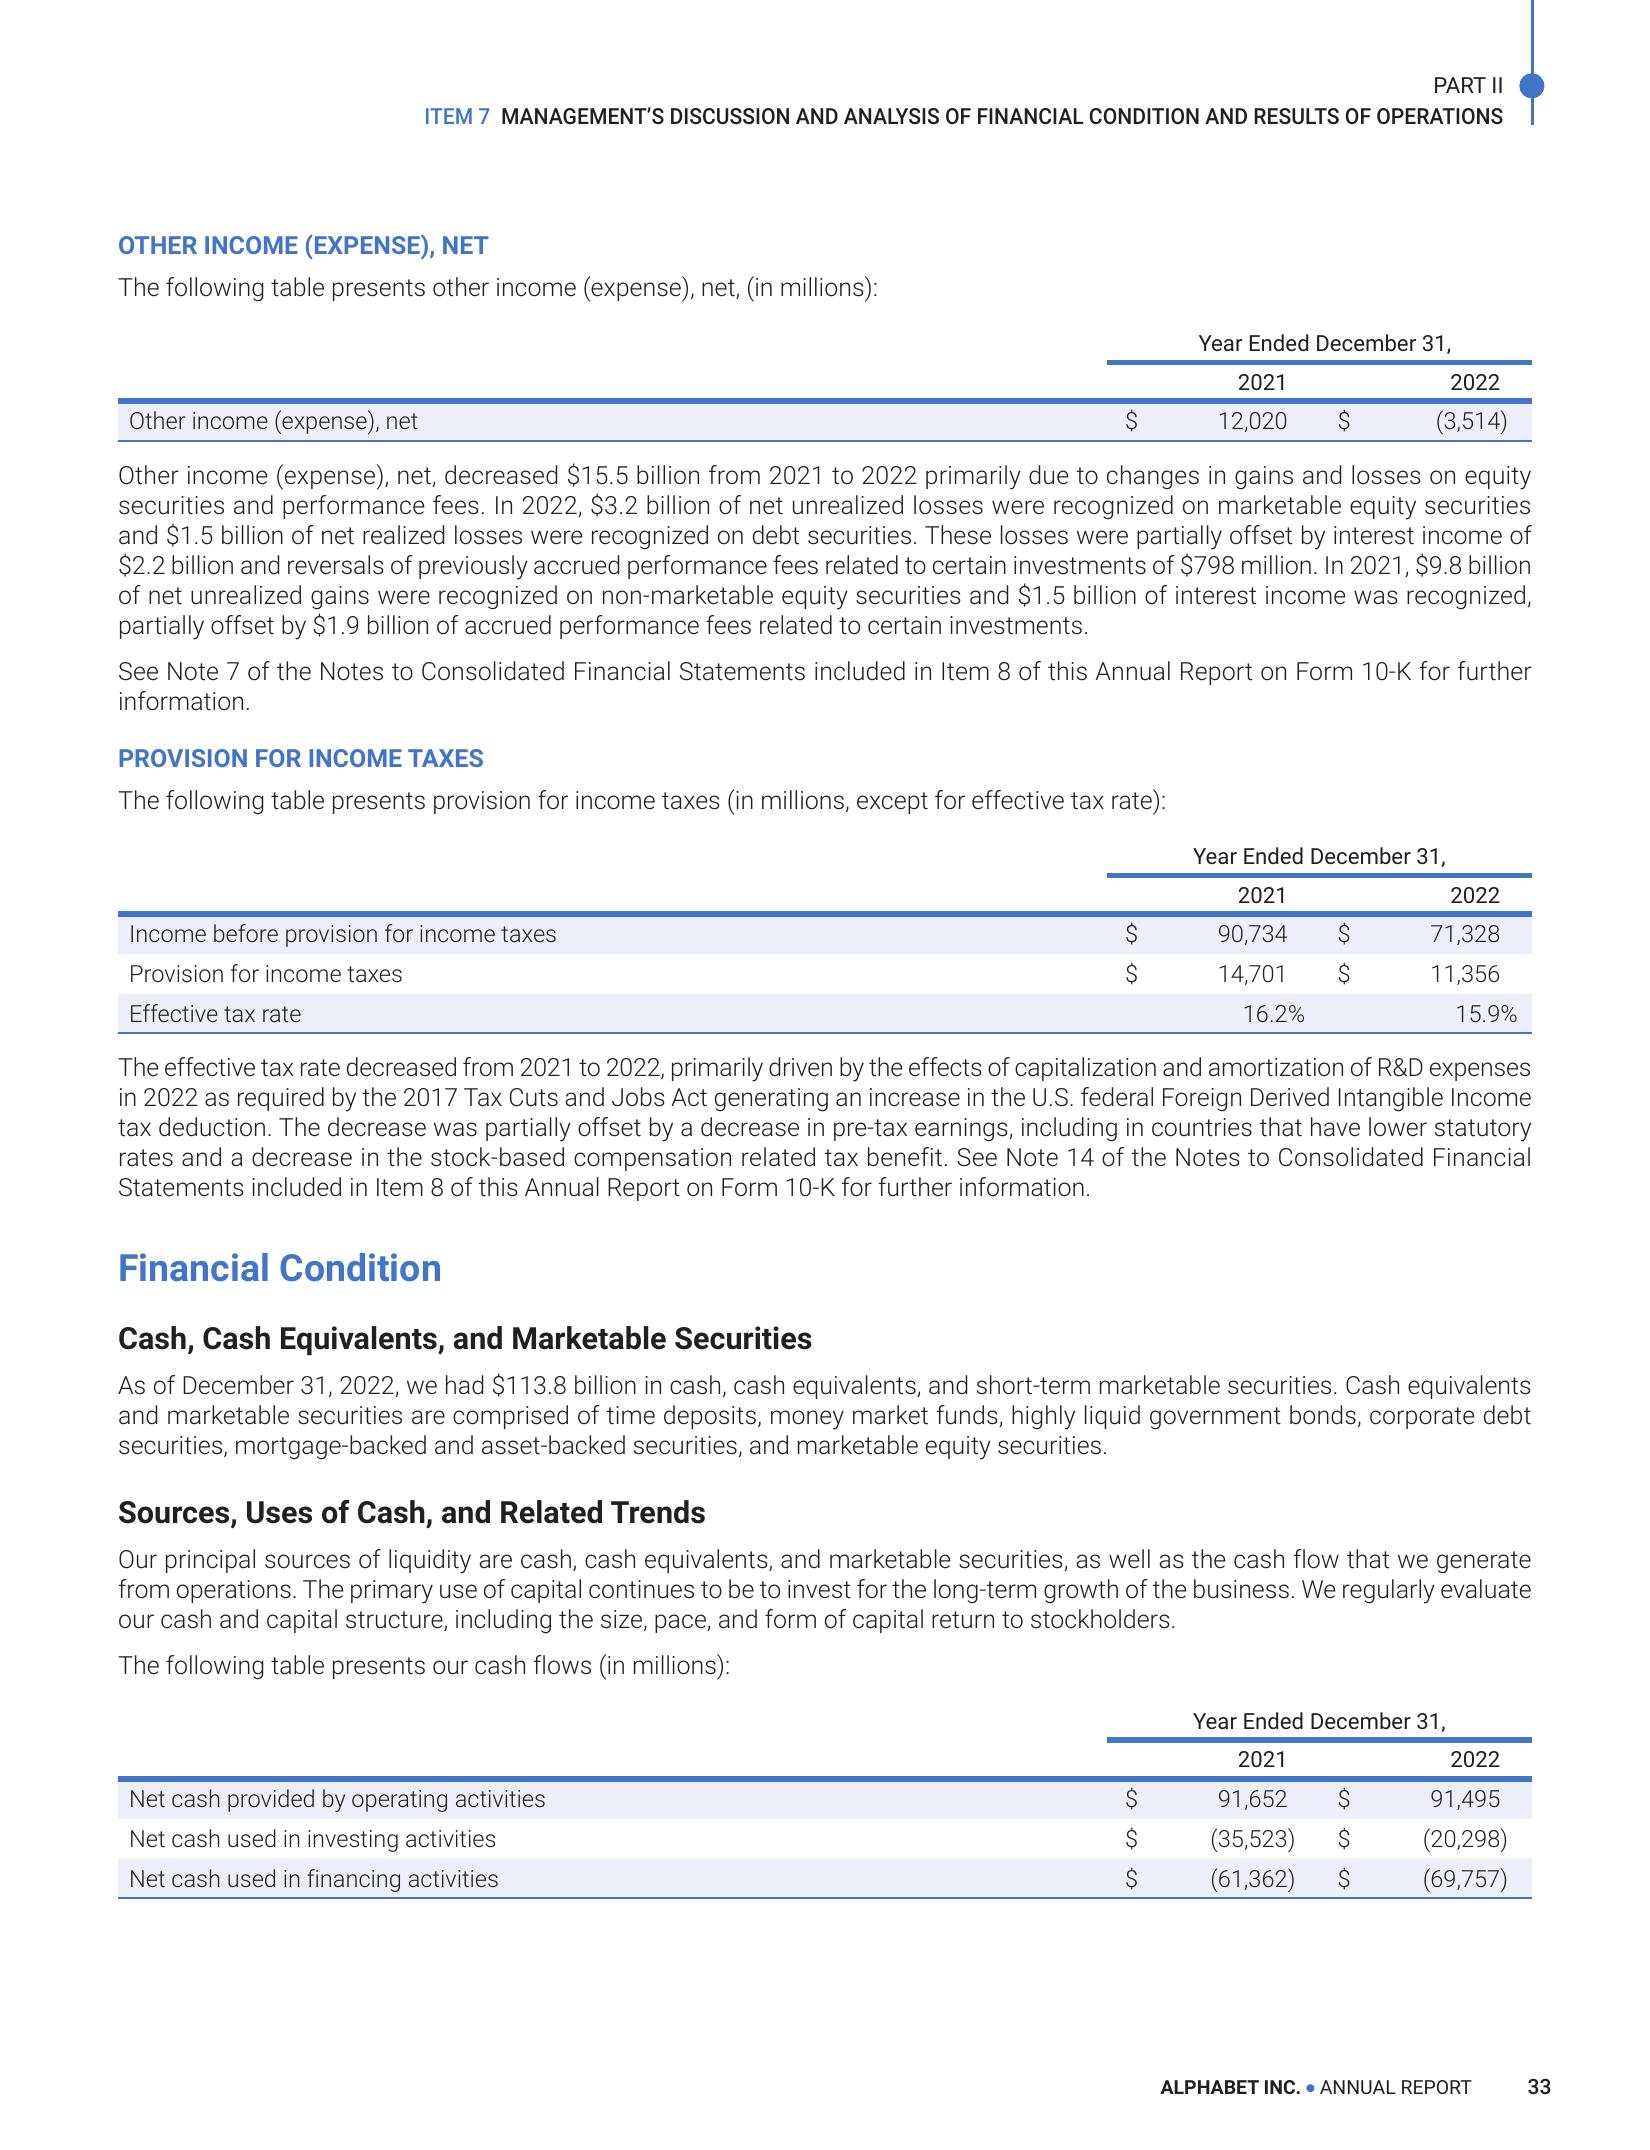 PART II
ITEM 7 MANAGEMENT’S DISCUSSION AND ANALYSIS OF FINANCIAL CONDITION AND RESULTS OF OPERATIONS
OTHER INCOME (EXPENSE), NET
The following table presents other income (expense), net, (in millions):
Year Ended December 31,
2021 2022
Other income (expense), net $ 12,020 $ (3,514)
Other income (expense), net, decreased $15.5 billion from 2021 to 2022 primarily due to changes in gains and losses on equity
securities and performance fees. In 2022, $3.2 billion of net unrealized losses were recognized on marketable equity securities
and $1.5 billion of net realized losses were recognized on debt securities. These losses were partially offset by interest income of
$2.2 billion and reversals of previously accrued performance fees related to certain investments of $798 million. In 2021, $9.8 billion
of net unrealized gains were recognized on non-marketable equity securities and $1.5 billion of interest income was recognized,
partially offset by $1.9 billion of accrued performance fees related to certain investments.
See Note 7 of the Notes to Consolidated Financial Statements included in Item 8 of this Annual Report on Form 10-K for further
information.
PROVISION FOR INCOME TAXES
The following table presents provision for income taxes (in millions, except for effective tax rate):
Year Ended December 31,
2021 2022
Income before provision for income taxes $ 90,734 $ 71,328
Provision for income taxes $ 14,701 $ 11,356
Effective tax rate 16.2% 15.9%
The effective tax rate decreased from 2021 to 2022, primarily driven by the effects of capitalization and amortization of R&D expenses
in 2022 as required by the 2017 Tax Cuts and Jobs Act generating an increase in the U.S. federal Foreign Derived Intangible Income
tax deduction. The decrease was partially offset by a decrease in pre-tax earnings, including in countries that have lower statutory
rates and a decrease in the stock-based compensation related tax benefit. See Note 14 of the Notes to Consolidated Financial
Statements included in Item 8 of this Annual Report on Form 10-K for further information.
Financial Condition
Cash, Cash Equivalents, and Marketable Securities
As of December 31, 2022, we had $113.8 billion in cash, cash equivalents, and short-term marketable securities. Cash equivalents
and marketable securities are comprised of time deposits, money market funds, highly liquid government bonds, corporate debt
securities, mortgage-backed and asset-backed securities, and marketable equity securities.
Sources, Uses of Cash, and Related Trends
Our principal sources of liquidity are cash, cash equivalents, and marketable securities, as well as the cash flow that we generate
from operations. The primary use of capital continues to be to invest for the long-term growth of the business. We regularly evaluate
our cash and capital structure, including the size, pace, and form of capital return to stockholders.
The following table presents our cash flows (in millions):
Year Ended December 31,
2021 2022
Net cash provided by operating activities $ 91,652 $ 91,495
Net cash used in investing activities $ (35,523) $ (20,298)
Net cash used in financing activities $ (61,362) $ (69,757)
ALPHABET INC. • ANNUAL REPORT 33